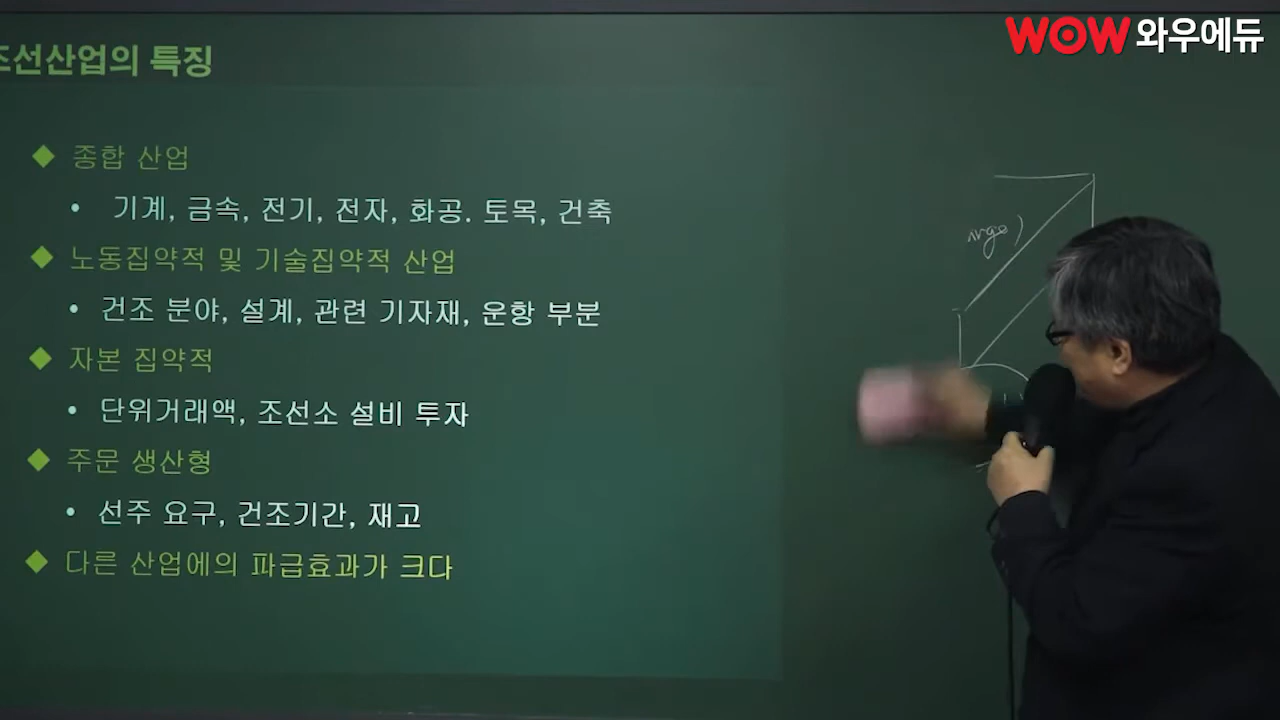 WOW 와우에듀
조선산업의 특징
◆ 종합 산업
• 기계, 금속, 전기, 전자, 화공. 토목, 건축
◆ 노동집약적 및 기술집약적 산업
• 건조 분야, 설계, 관련 기자재, 운항 부분
◆ 자본 집약적
• 단위거래액, 조선소 설비 투자
◆ 주문 생산형
• 선주 요구, 건조기간, 재고
◆ 다른 산업에의 파급효과가 크다